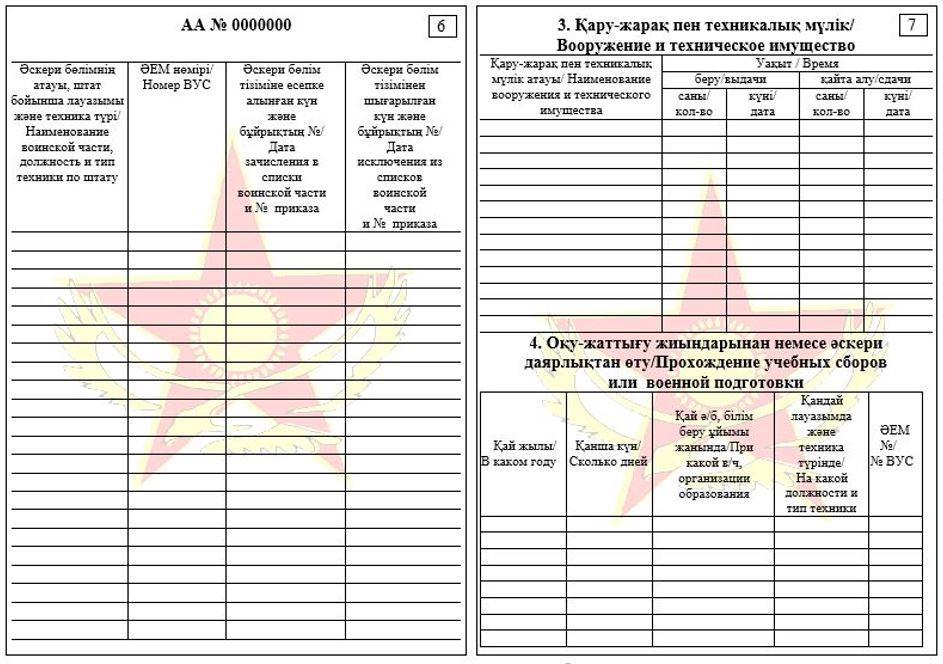 АА № 0000000
6
Әскери бөлімнің
атауы, штат
бойынша лауазымы
және техника түрі/
Наименование
воинской части,
должность и тип
техники по штату
ӘЕМ нөмірі/
Номер ВУС
Әскери бөлім
тізіміне есепке
алынған күн
және
бұйрықтың №/
Дата
зачисления в
списки
воинской части
и № приказа
Әскери бөлім
тізімінен
шығарылған
күн және
бұйрықтың №/
Дата
исключения из
списков
воинской
части
и № приказа
3. Қару-жарақ пен техникалық мүлік/
Вооружение и техническое имущество
7
Қару-жарақ пен техникалық
мүлік атауы/ Наименование
вооружения и технического
имущества
Уақыт / Время
беру/выдачи
қайта алу/сдачи
саны/
кол-во
күні/
дата
саны/
кол-во
күні/
дата
4. Оқу-жаттығу жиындарынан немесе әскери
даярлықтан өту/Прохождение учебных сборов
или военной подготовки
Қай жылы/
В каком году
Қанша күн/
Сколько дней
Қай ә/б, білім
беру ұйымы
жанында/При
какой в/ч,
организации
образования
Қандай
лауазымда
және
техника
түрінде/
На какой
должности и
тип техники
ӘЕМ
№/
№ ВУС